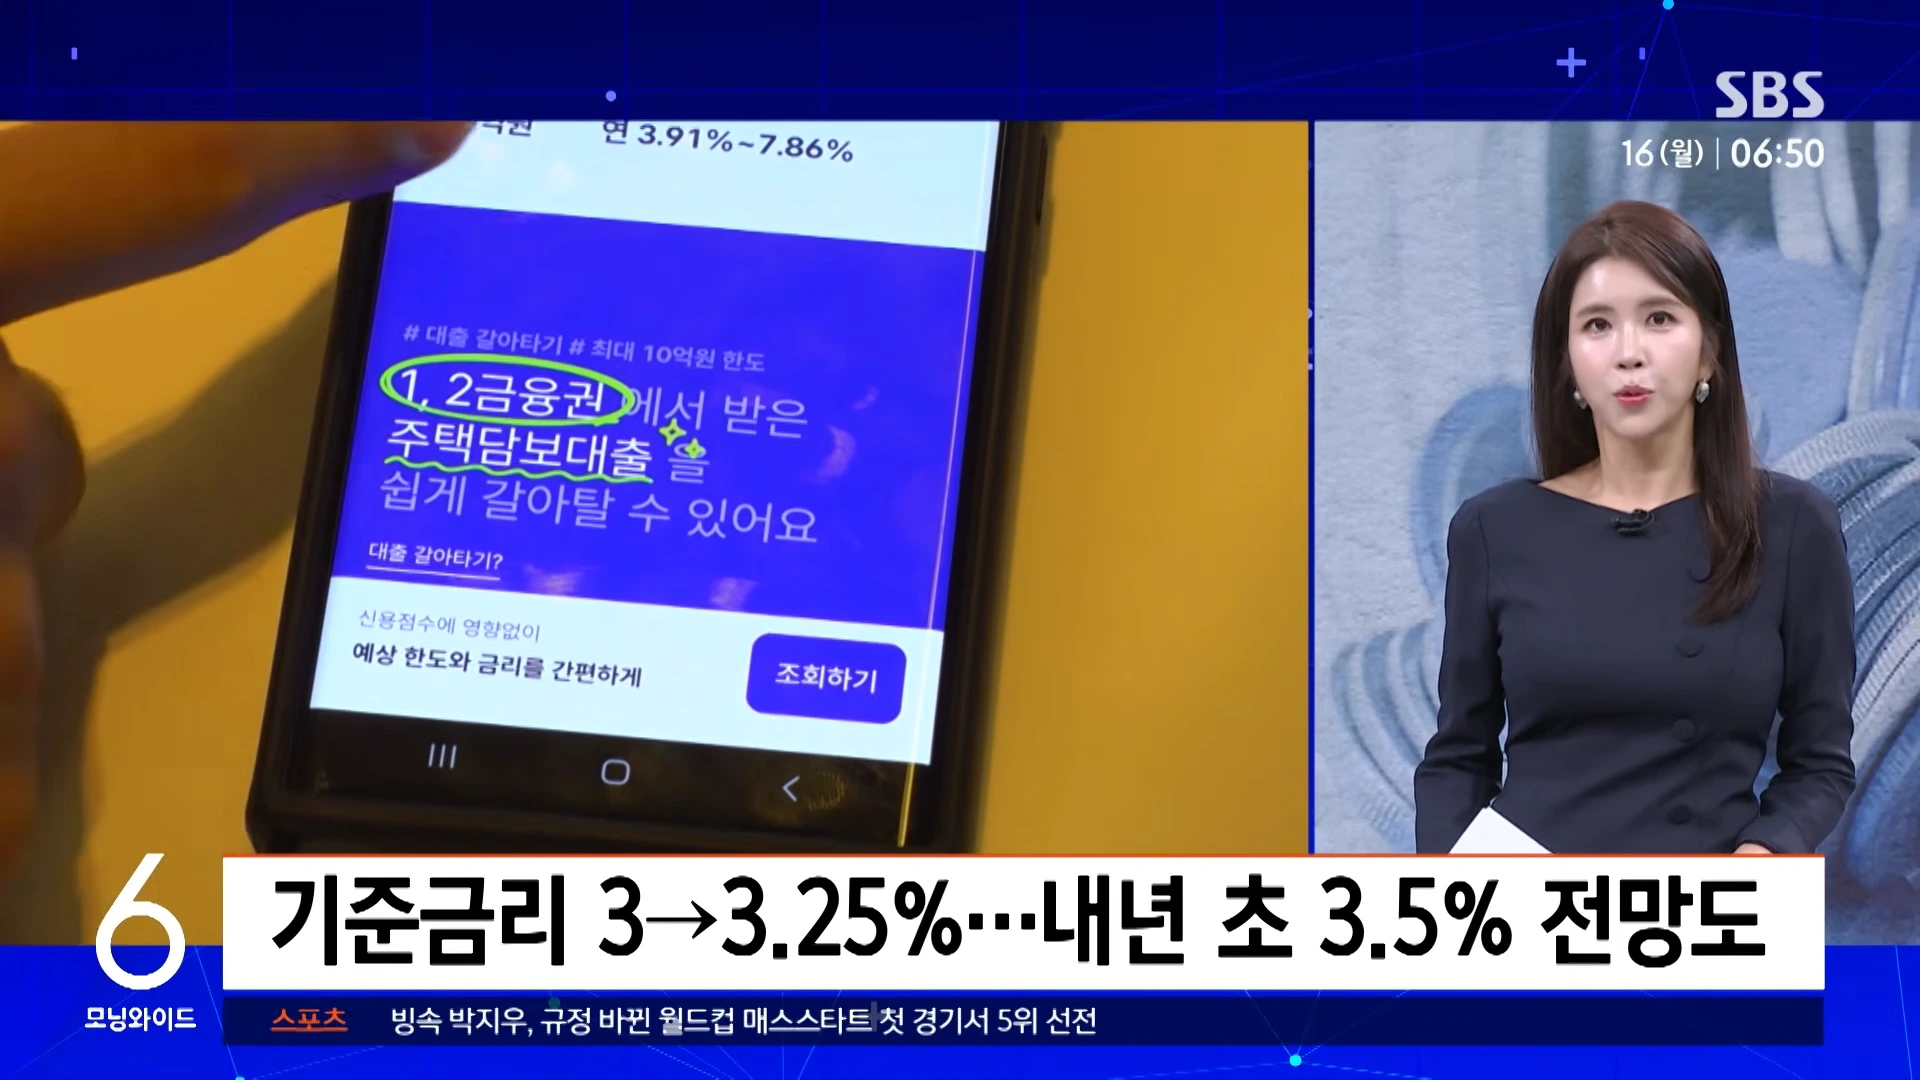 SBS
16(월) | 06:50
억원 연 3.91%~7.86%
# 대출 갈아타기 # 최대 10억원 한도
1, 2금융권에서 받은
주택담보대출을
쉽게 갈아탈 수 있어요
대출 갈아타기?
신용점수에 영향없이
예상 한도와 금리를 간편하게
조회하기
기준금리 3→3.25%…내년 초 3.5% 전망도
6
모닝와이드
스포츠 빙속 박지우, 규정 바뀐 월드컵 매스스타트 첫 경기서 5위 선전